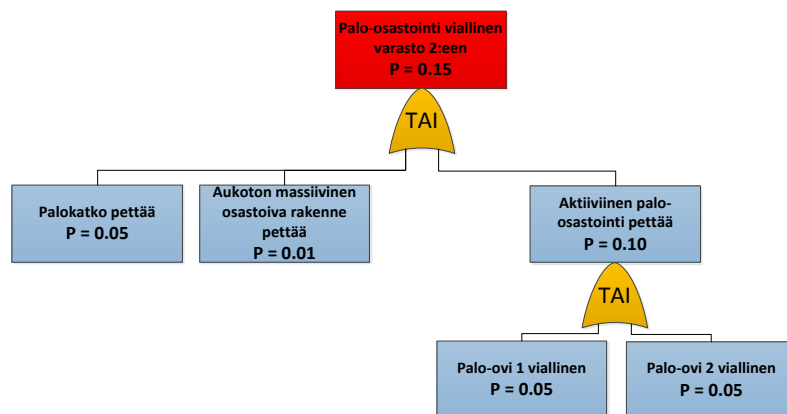 Palo-osastointi viallinen
varasto 2:een
P = 0.15
TAI
Palokatko pettää
P = 0.05
Aukoton massiivinen
osastoiva rakenne
pettää
P = 0.01
Aktiiviinen palo-
osastointi pettää
P = 0.10
TAI
Palo-ovi 1 viallinen
P = 0.05
Palo-ovi 2 viallinen
P = 0.05